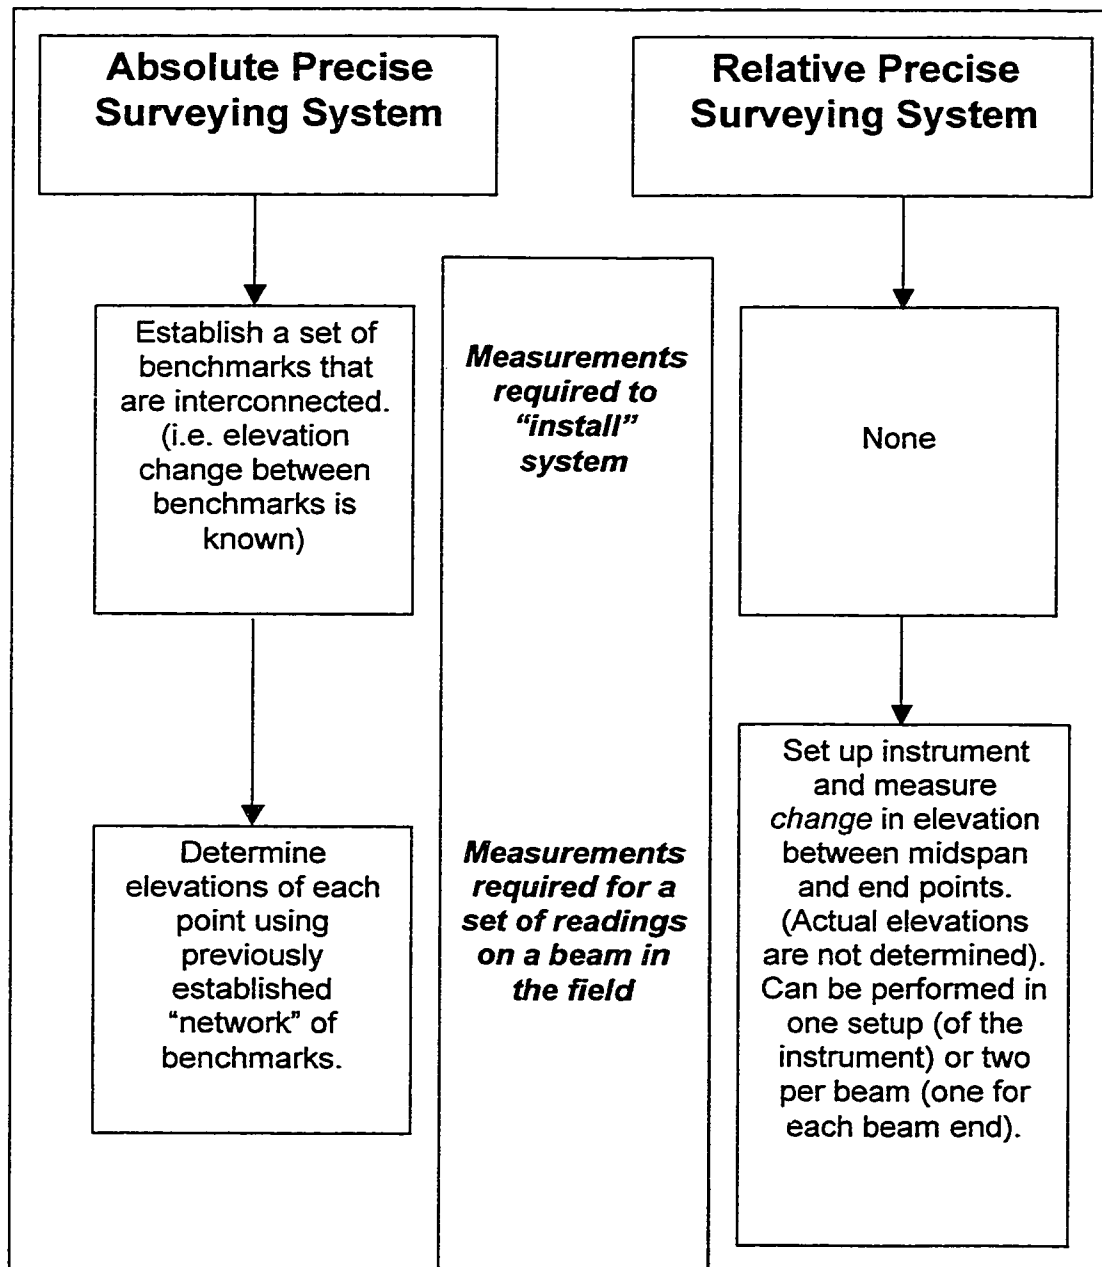 Absolute Precise
Surveying System
Relative Precise
Surveying System
Establish a set of
benchmarks that
are interconnected.
(i.e. elevation
change between
benchmarks is
known)
Measurements
required to
“install”
system
None
Determine
elevations of each
point using
previously
established
“network” of
benchmarks.
Measurements
required for a
set of readings
on a beam in
the field
Set up instrument
and measure
change in elevation
between midspan
and end points.
(Actual elevations
are not determined).
Can be performed in
one setup (of the
instrument) or two
per beam (one for
each beam end).